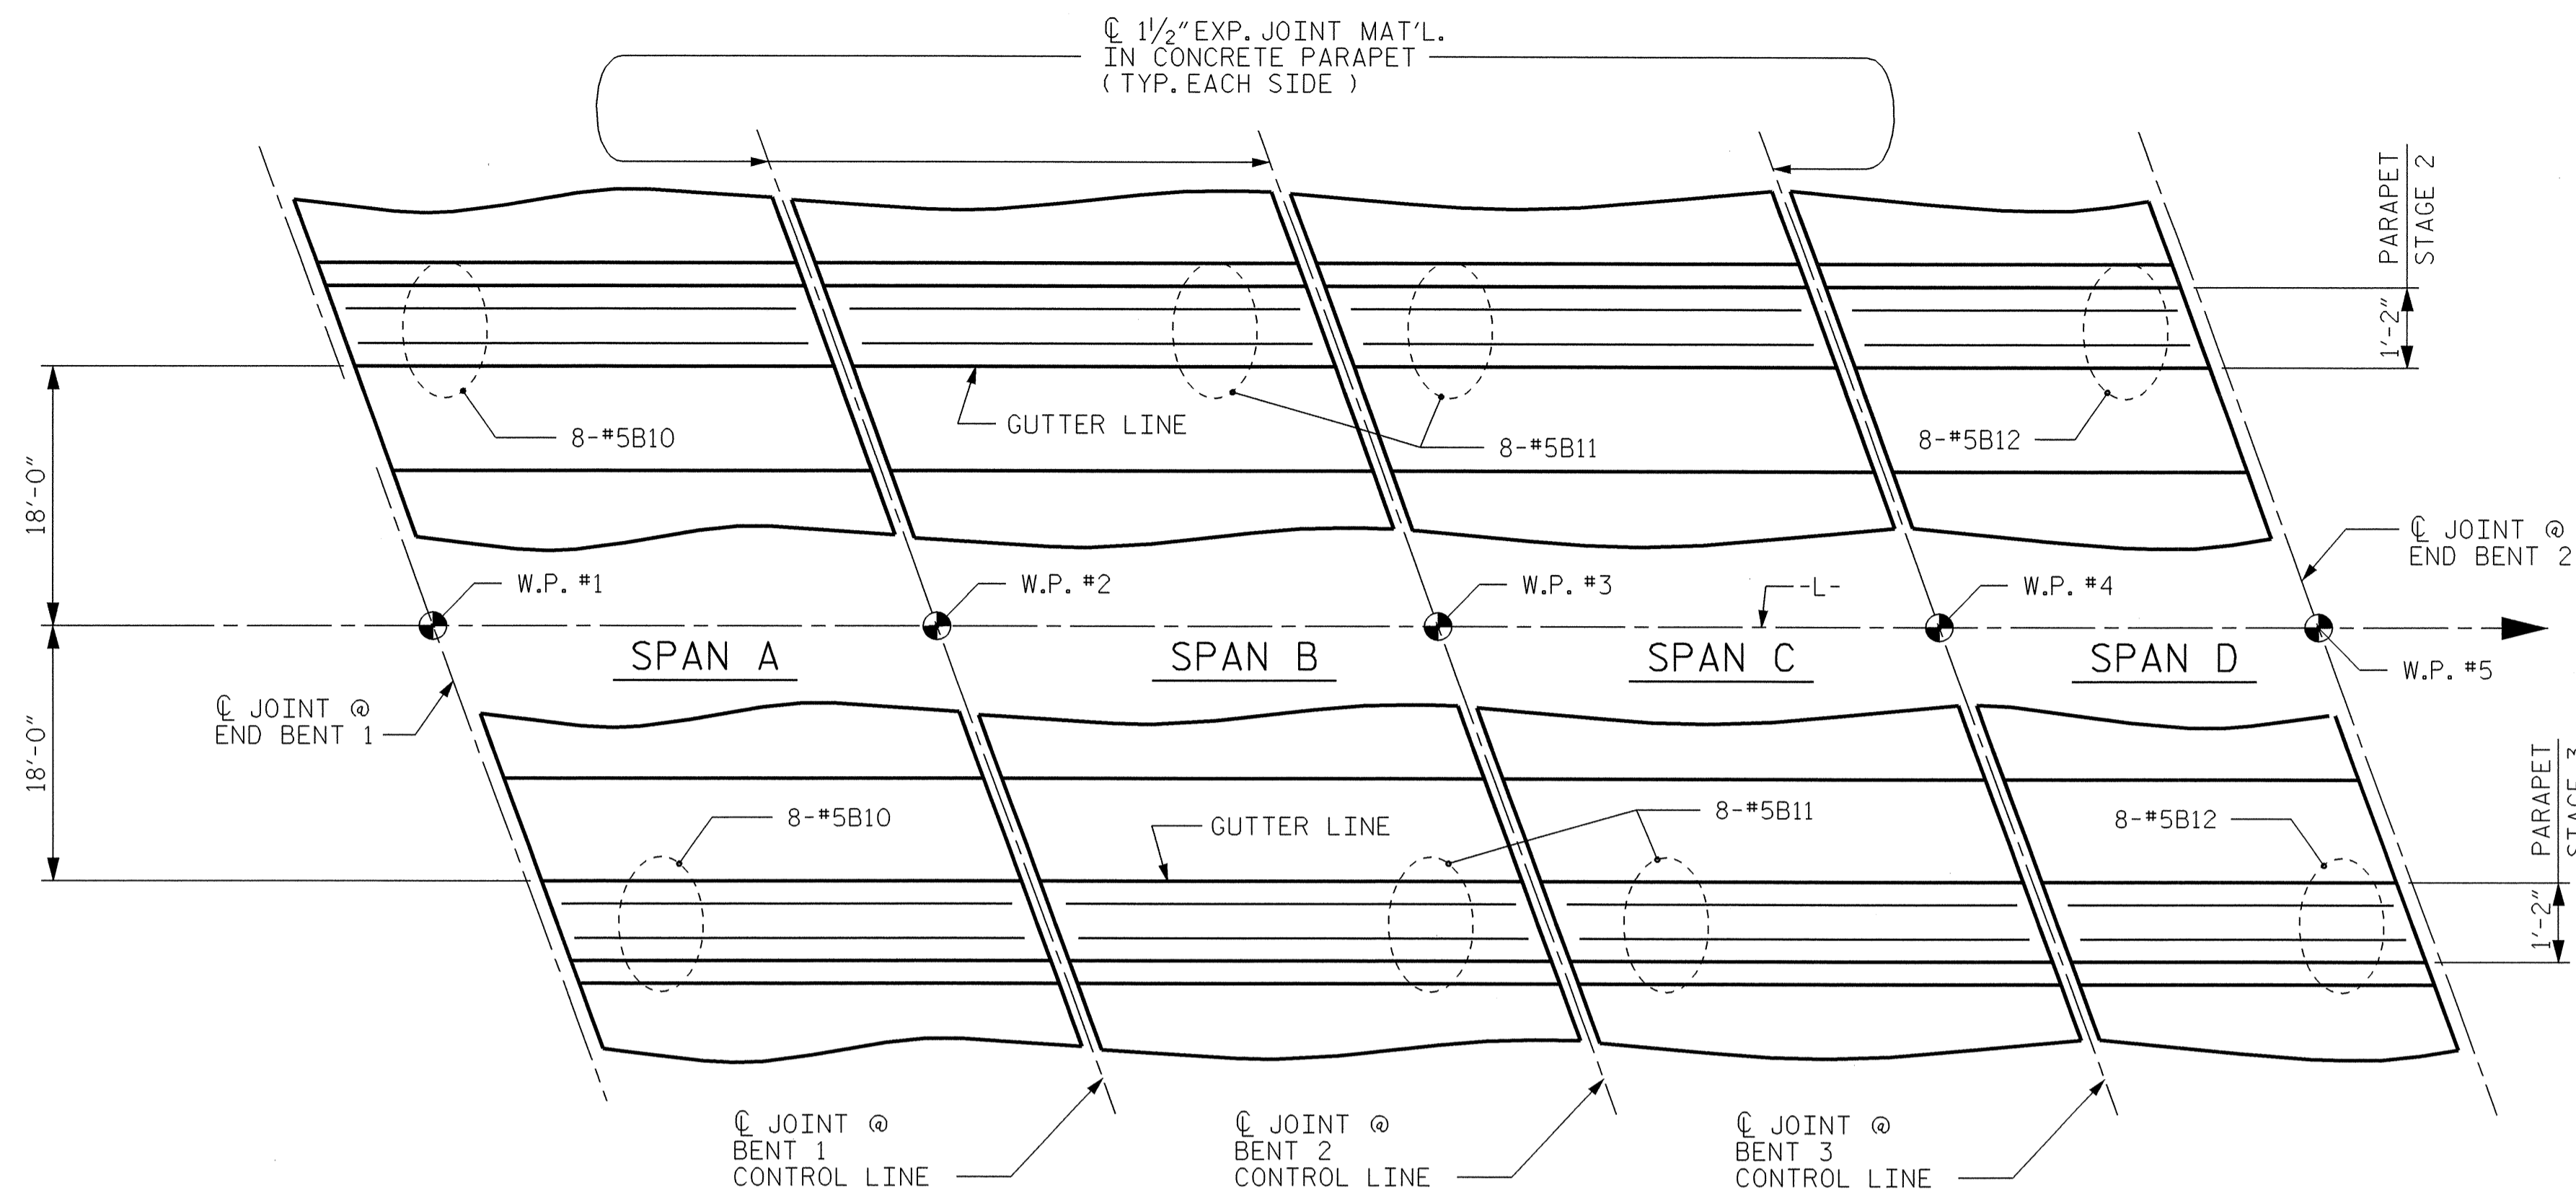 ℄ 1½" EXP. JOINT MAT'L.
IN CONCRETE PARAPET
( TYP. EACH SIDE )
PARAPET
STAGE 2
1'-2"
18'-0"
8-#5B10
GUTTER LINE
8-#5B11
8-#5B12
℄ JOINT @
END BENT 2
W.P. #1
W.P. #2
W.P. #3
-L-
W.P. #4
SPAN A
SPAN B
SPAN C
SPAN D
W.P. #5
℄ JOINT @
END BENT 1
18'-0"
8-#5B10
GUTTER LINE
8-#5B11
8-#5B12
PARAPET
STAGE 3
1'-2"
℄ JOINT @
BENT 1
CONTROL LINE
℄ JOINT @
BENT 2
CONTROL LINE
℄ JOINT @
BENT 3
CONTROL LINE